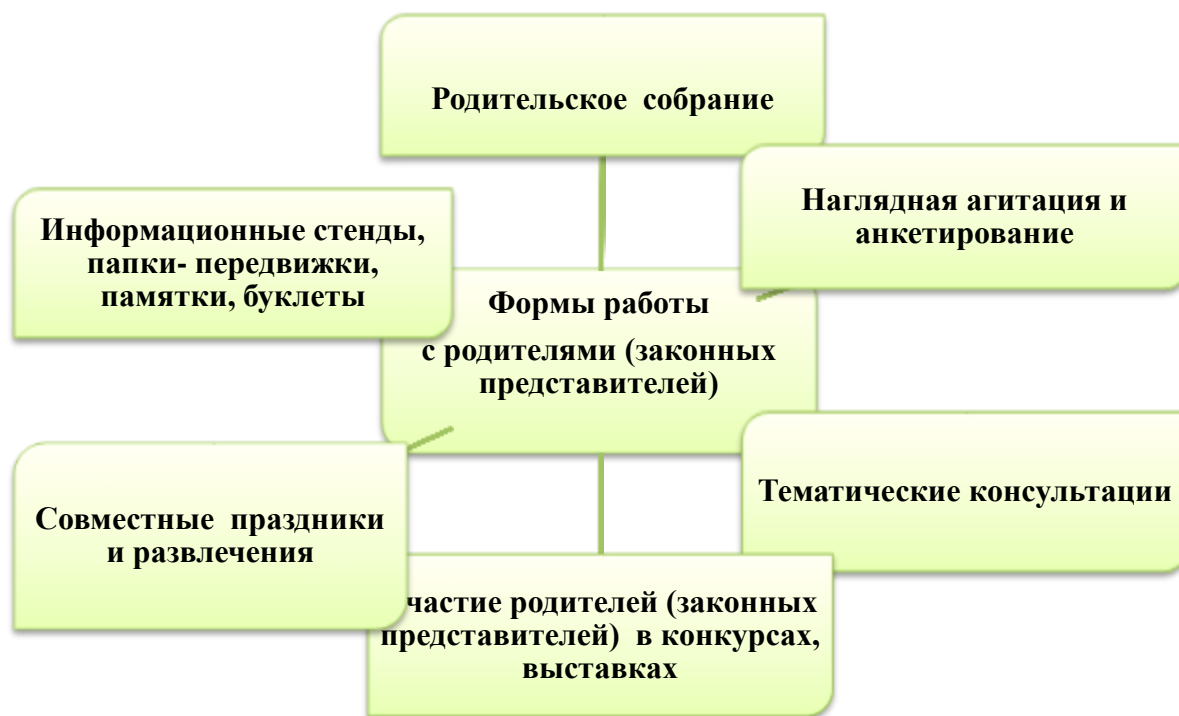 Родительское собрание
Наглядная агитация и
анкетирование
Информационные стенды,
папки- передвижки,
памятки, буклеты
Формы работы
с родителями (законных
представителей)
Тематические консультации
Совместные праздники
и развлечения
частие родителей (законных
представителей) в конкурсах,
выставках